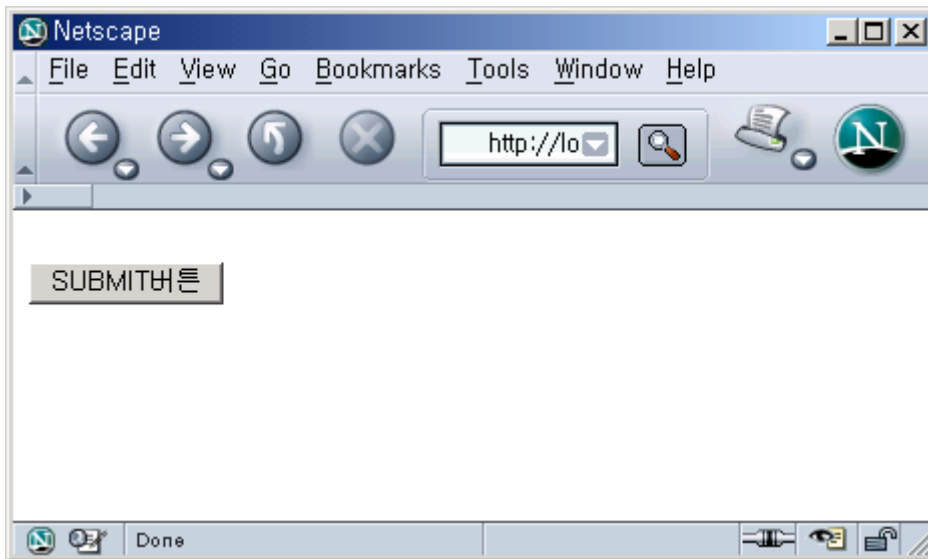 Netscape
File Edit View Go Bookmarks Tools Window Help
http://lo
N
SUBMIT버튼
Done